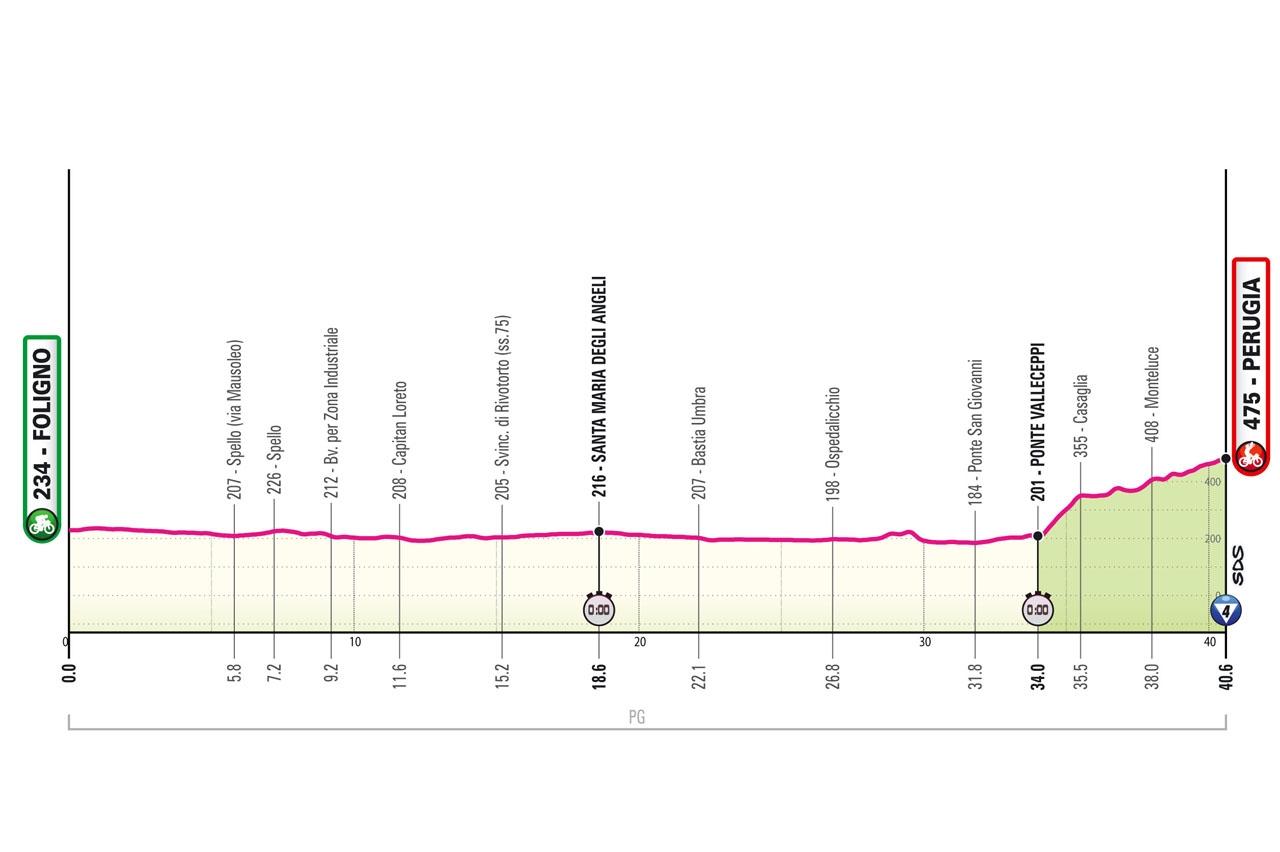 234 - FOLIGNO
207 - Spello (via Mausoleo)
226 - Spello
212 - Bv. per Zona Industriale
208 - Capitan Loreto
205 - Svinc. di Rivotorto (ss.75)
216 - SANTA MARIA DEGLI ANGELI
207 - Bastia Umbra
198 - Ospedalicchio
184 - Ponte San Giovanni
201 - PONTE VALLECEPPI
355 - Casaglia
408 - Monteluce
475 - PERUGIA
400
200
0
SDS
0:00
0:00
4
0
10
20
30
40
0.0
5.8
7.2
9.2
11.6
15.2
18.6
22.1
26.8
31.8
34.0
35.5
38.0
40.6
PG